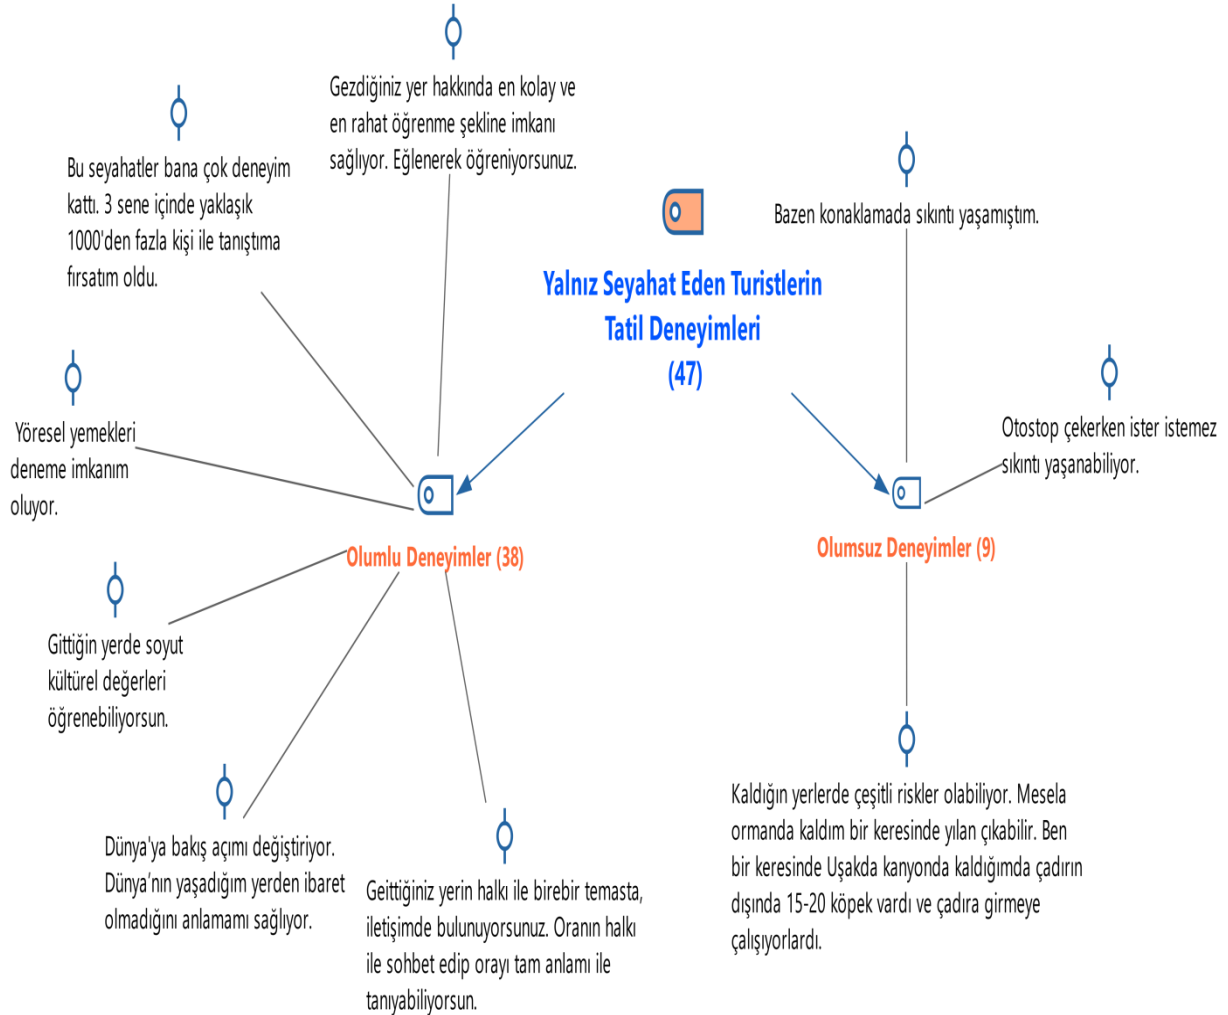 Gezdiğiniz yer hakkında en kolay ve
en rahat öğrenme şekline imkanı
sağlıyor. Eğlenerek öğreniyorsunuz.
Bu seyahatler bana çok deneyim
kattı. 3 sene içinde yaklaşık
1000'den fazla kişi ile tanıştıma
fırsatım oldu.
Bazen konaklamada sıkıntı yaşamıştım.
Yalnız Seyahat Eden Turistlerin
Tatil Deneyimleri
(47)
Yöresel yemekleri
deneme imkanım
oluyor.
Otostop çekerken ister istemez
sıkıntı yaşanabiliyor.
Olumlu Deneyimler (38)
Olumsuz Deneyimler (9)
Gittiğin yerde soyut
kültürel değerleri
öğrenebiliyorsun.
Dünya'ya bakış açımı değiştiriyor.
Dünya'nın yaşadığım yerden ibaret
olmadığını anlamamı sağlıyor.
Geittiğiniz yerin halkı ile birebir temasta,
iletişimde bulunuyorsunuz. Oranın halkı
ile sohbet edip orayı tam anlamı ile
tanıyabiliyorsun.
Kaldığın yerlerde çeşitli riskler olabiliyor. Mesela
ormanda kaldım bir keresinde yılan çıkabilir. Ben
bir keresinde Uşakda kanyonda kaldığımda çadırın
dışında 15-20 köpek vardı ve çadıra girmeye
çalışıyorlardı.